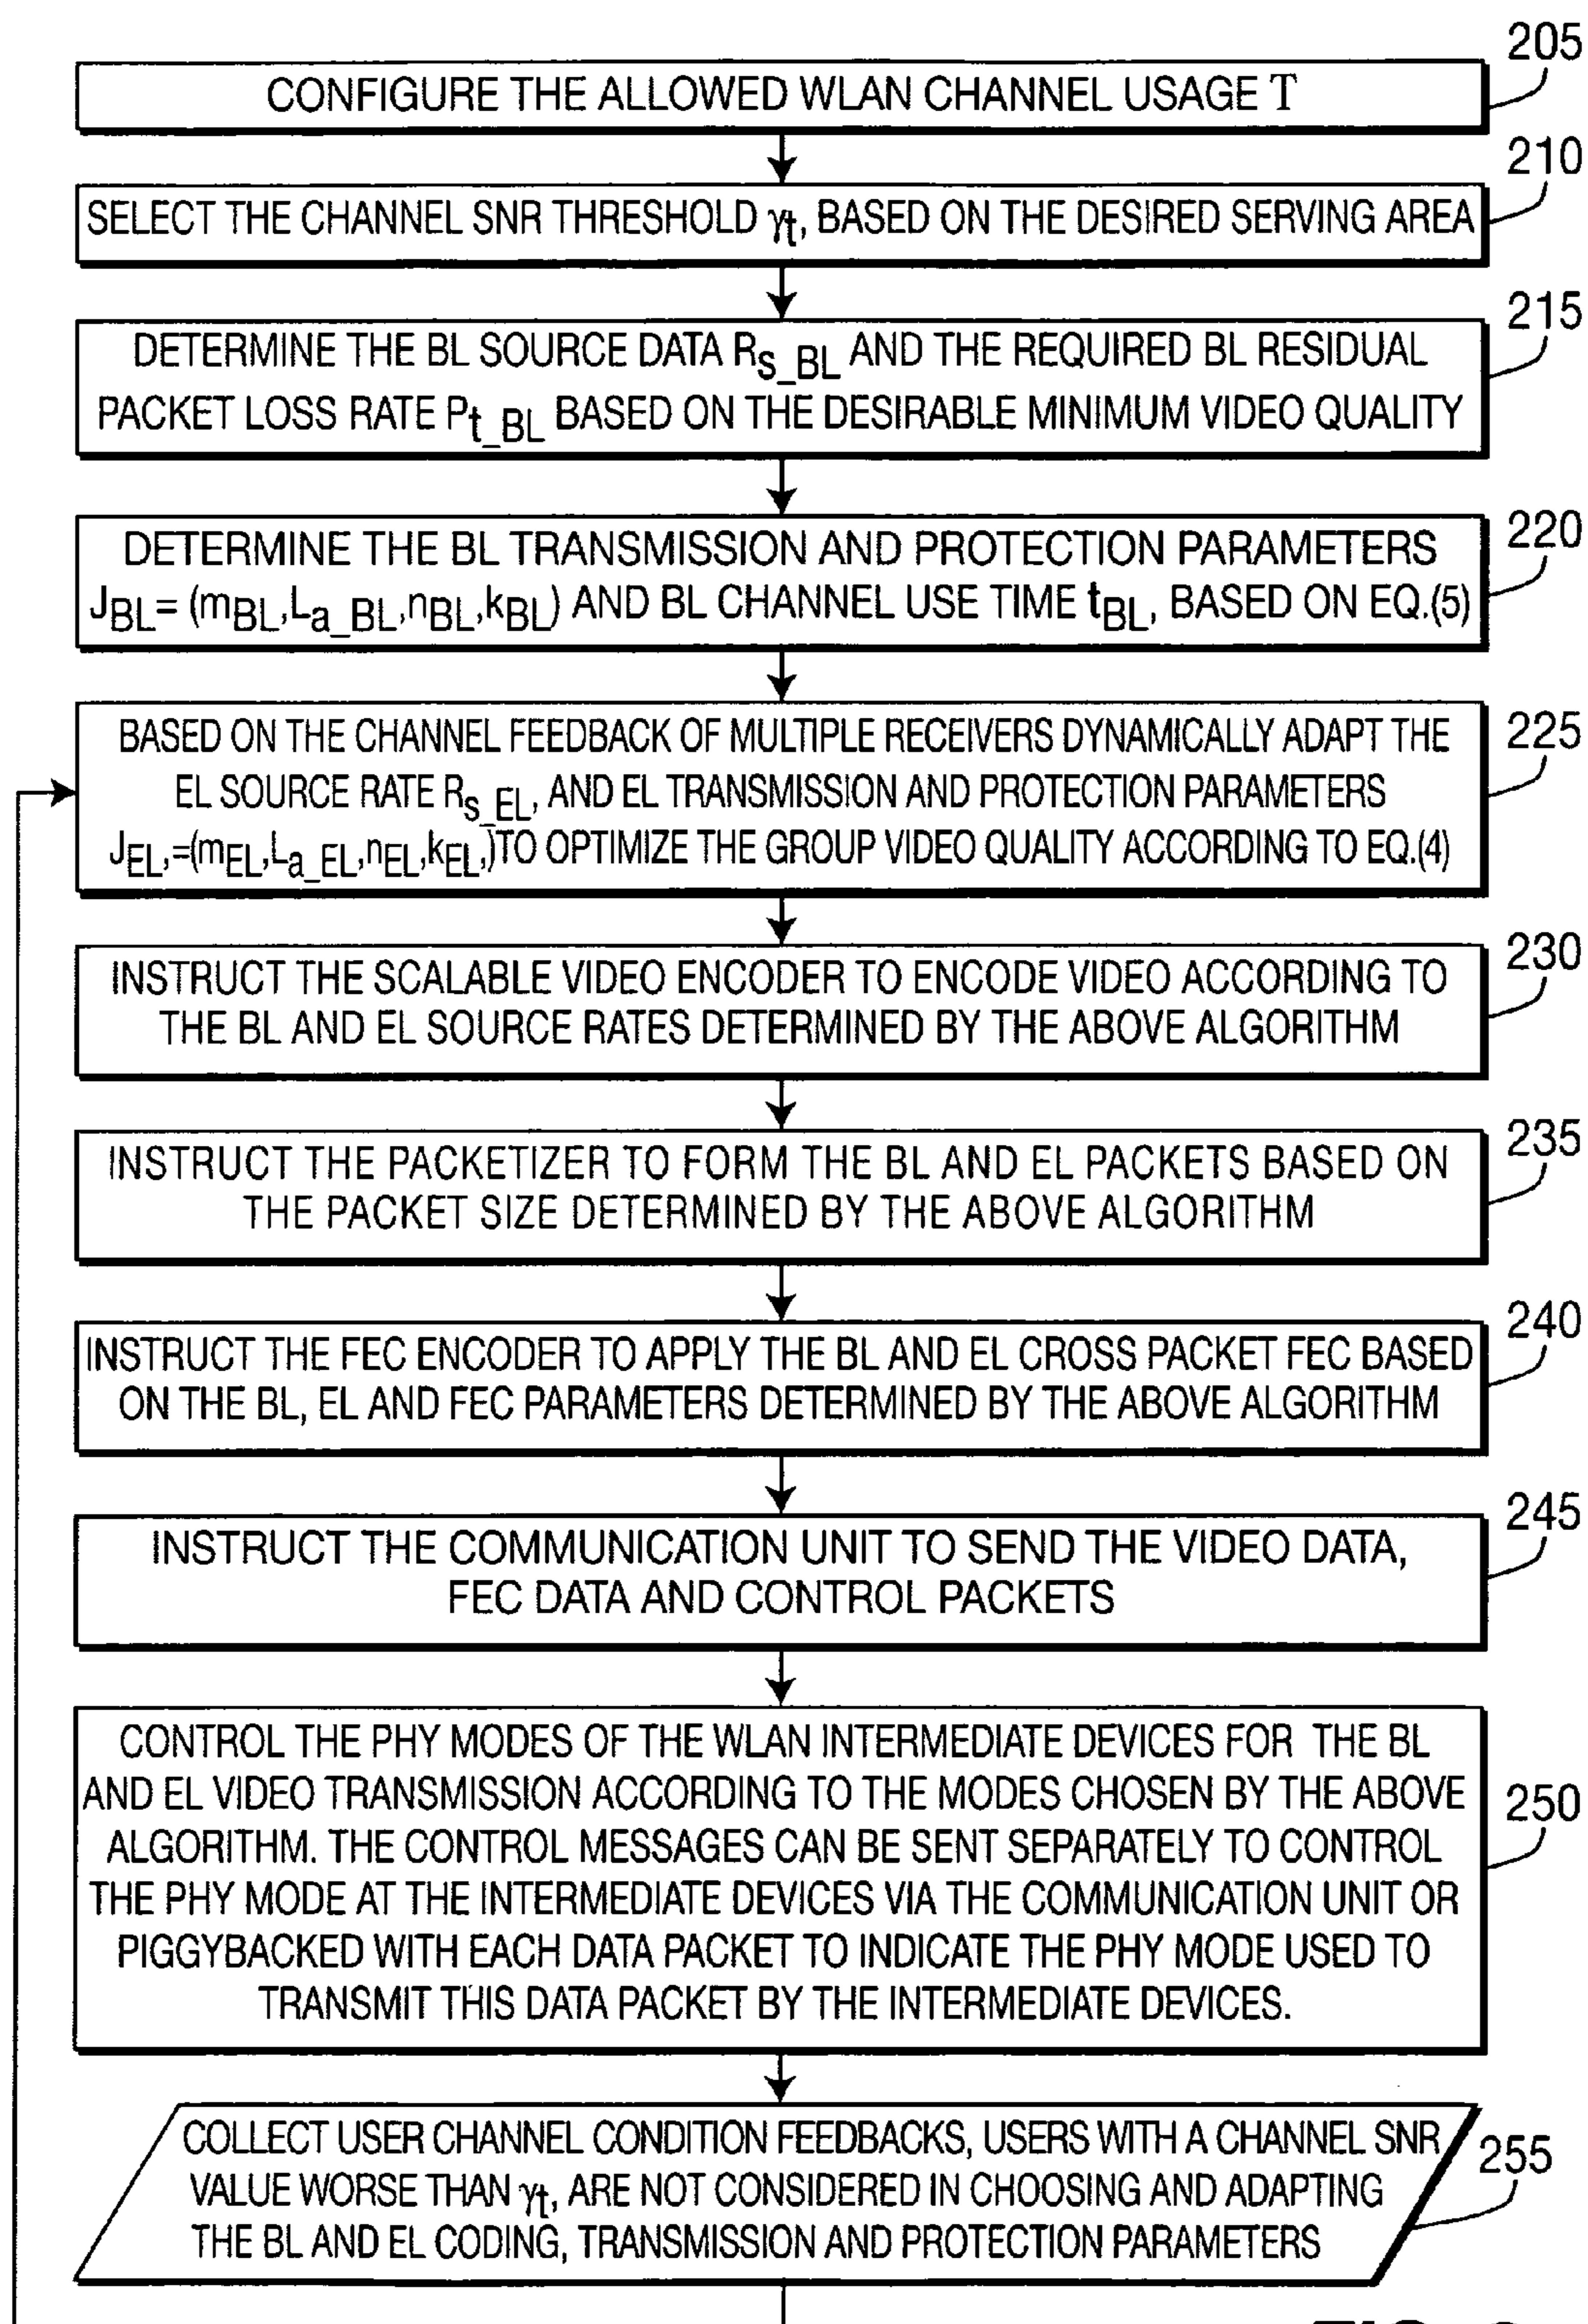 205
CONFIGURE THE ALLOWED WLAN CHANNEL USAGE T
210
SELECT THE CHANNEL SNR THRESHOLD γt, BASED ON THE DESIRED SERVING AREA
215
DETERMINE THE BL SOURCE DATA Rs_BL AND THE REQUIRED BL RESIDUAL
PACKET LOSS RATE Pt_BL BASED ON THE DESIRABLE MINIMUM VIDEO QUALITY
220
DETERMINE THE BL TRANSMISSION AND PROTECTION PARAMETERS
JBL= (mBL,La_BL,nBL,kBL) AND BL CHANNEL USE TIME tBL, BASED ON EQ.(5)
225
BASED ON THE CHANNEL FEEDBACK OF MULTIPLE RECEIVERS DYNAMICALLY ADAPT THE
EL SOURCE RATE Rs_EL, AND EL TRANSMISSION AND PROTECTION PARAMETERS
JEL,=(mEL,La_EL,nEL,kEL,)TO OPTIMIZE THE GROUP VIDEO QUALITY ACCORDING TO EQ.(4)
230
INSTRUCT THE SCALABLE VIDEO ENCODER TO ENCODE VIDEO ACCORDING TO
THE BL AND EL SOURCE RATES DETERMINED BY THE ABOVE ALGORITHM
235
INSTRUCT THE PACKETIZER TO FORM THE BL AND EL PACKETS BASED ON
THE PACKET SIZE DETERMINED BY THE ABOVE ALGORITHM
240
INSTRUCT THE FEC ENCODER TO APPLY THE BL AND EL CROSS PACKET FEC BASED
ON THE BL, EL AND FEC PARAMETERS DETERMINED BY THE ABOVE ALGORITHM
245
INSTRUCT THE COMMUNICATION UNIT TO SEND THE VIDEO DATA,
FEC DATA AND CONTROL PACKETS
250
CONTROL THE PHY MODES OF THE WLAN INTERMEDIATE DEVICES FOR THE BL
AND EL VIDEO TRANSMISSION ACCORDING TO THE MODES CHOSEN BY THE ABOVE
ALGORITHM. THE CONTROL MESSAGES CAN BE SENT SEPARATELY TO CONTROL
THE PHY MODE AT THE INTERMEDIATE DEVICES VIA THE COMMUNICATION UNIT OR
PIGGYBACKED WITH EACH DATA PACKET TO INDICATE THE PHY MODE USED TO
TRANSMIT THIS DATA PACKET BY THE INTERMEDIATE DEVICES.
255
COLLECT USER CHANNEL CONDITION FEEDBACKS, USERS WITH A CHANNEL SNR
VALUE WORSE THAN γt, ARE NOT CONSIDERED IN CHOOSING AND ADAPTING
THE BL AND EL CODING, TRANSMISSION AND PROTECTION PARAMETERS